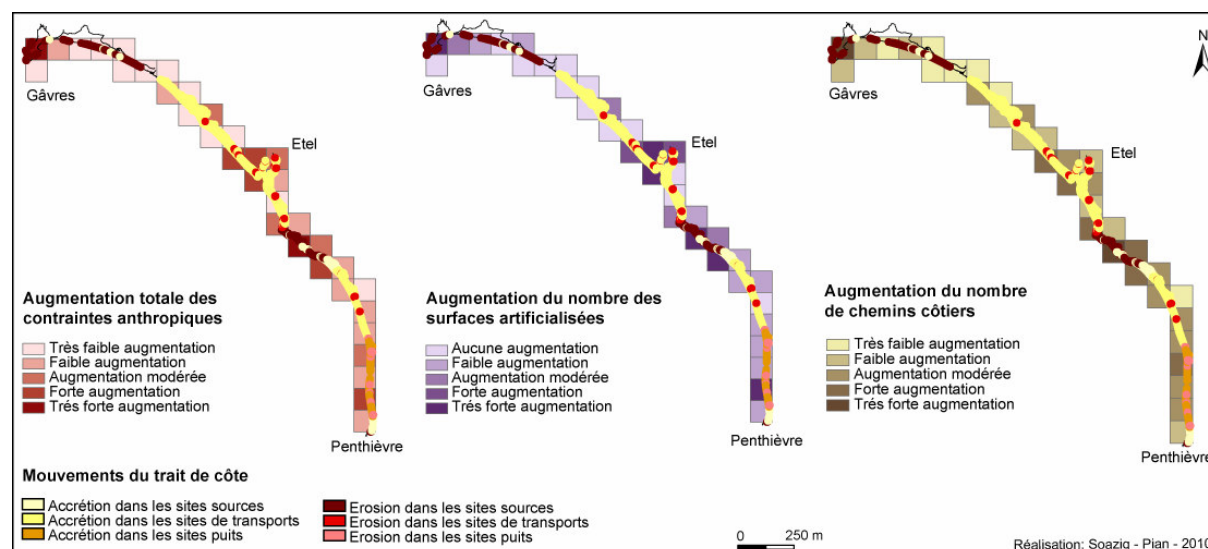 N
Gâvres
Etel
Penthièvre
Augmentation totale des
contraintes anthropiques
Très faible augmentation
Faible augmentation
Augmentation modérée
Forte augmentation
Trés forte augmentation
Gâvres
Etel
Penthièvre
Augmentation du nombre des
surfaces artificialisées
Aucune augmentation
Faible augmentation
Augmentation modérée
Forte augmentation
Trés forte augmentation
Gâvres
Etel
Penthièvre
Augmentation du nombre
de chemins côtiers
Très faible augmentation
Faible augmentation
Augmentation modérée
Forte augmentation
Trés forte augmentation
Mouvements du trait de côte
Accrétion dans les sites sources
Accrétion dans les sites de transports
Accrétion dans les sites puits
Erosion dans les sites sources
Erosion dans les sites de transports
Erosion dans les sites puits
0 250 m
Réalisation: Soazig - Pian - 2010